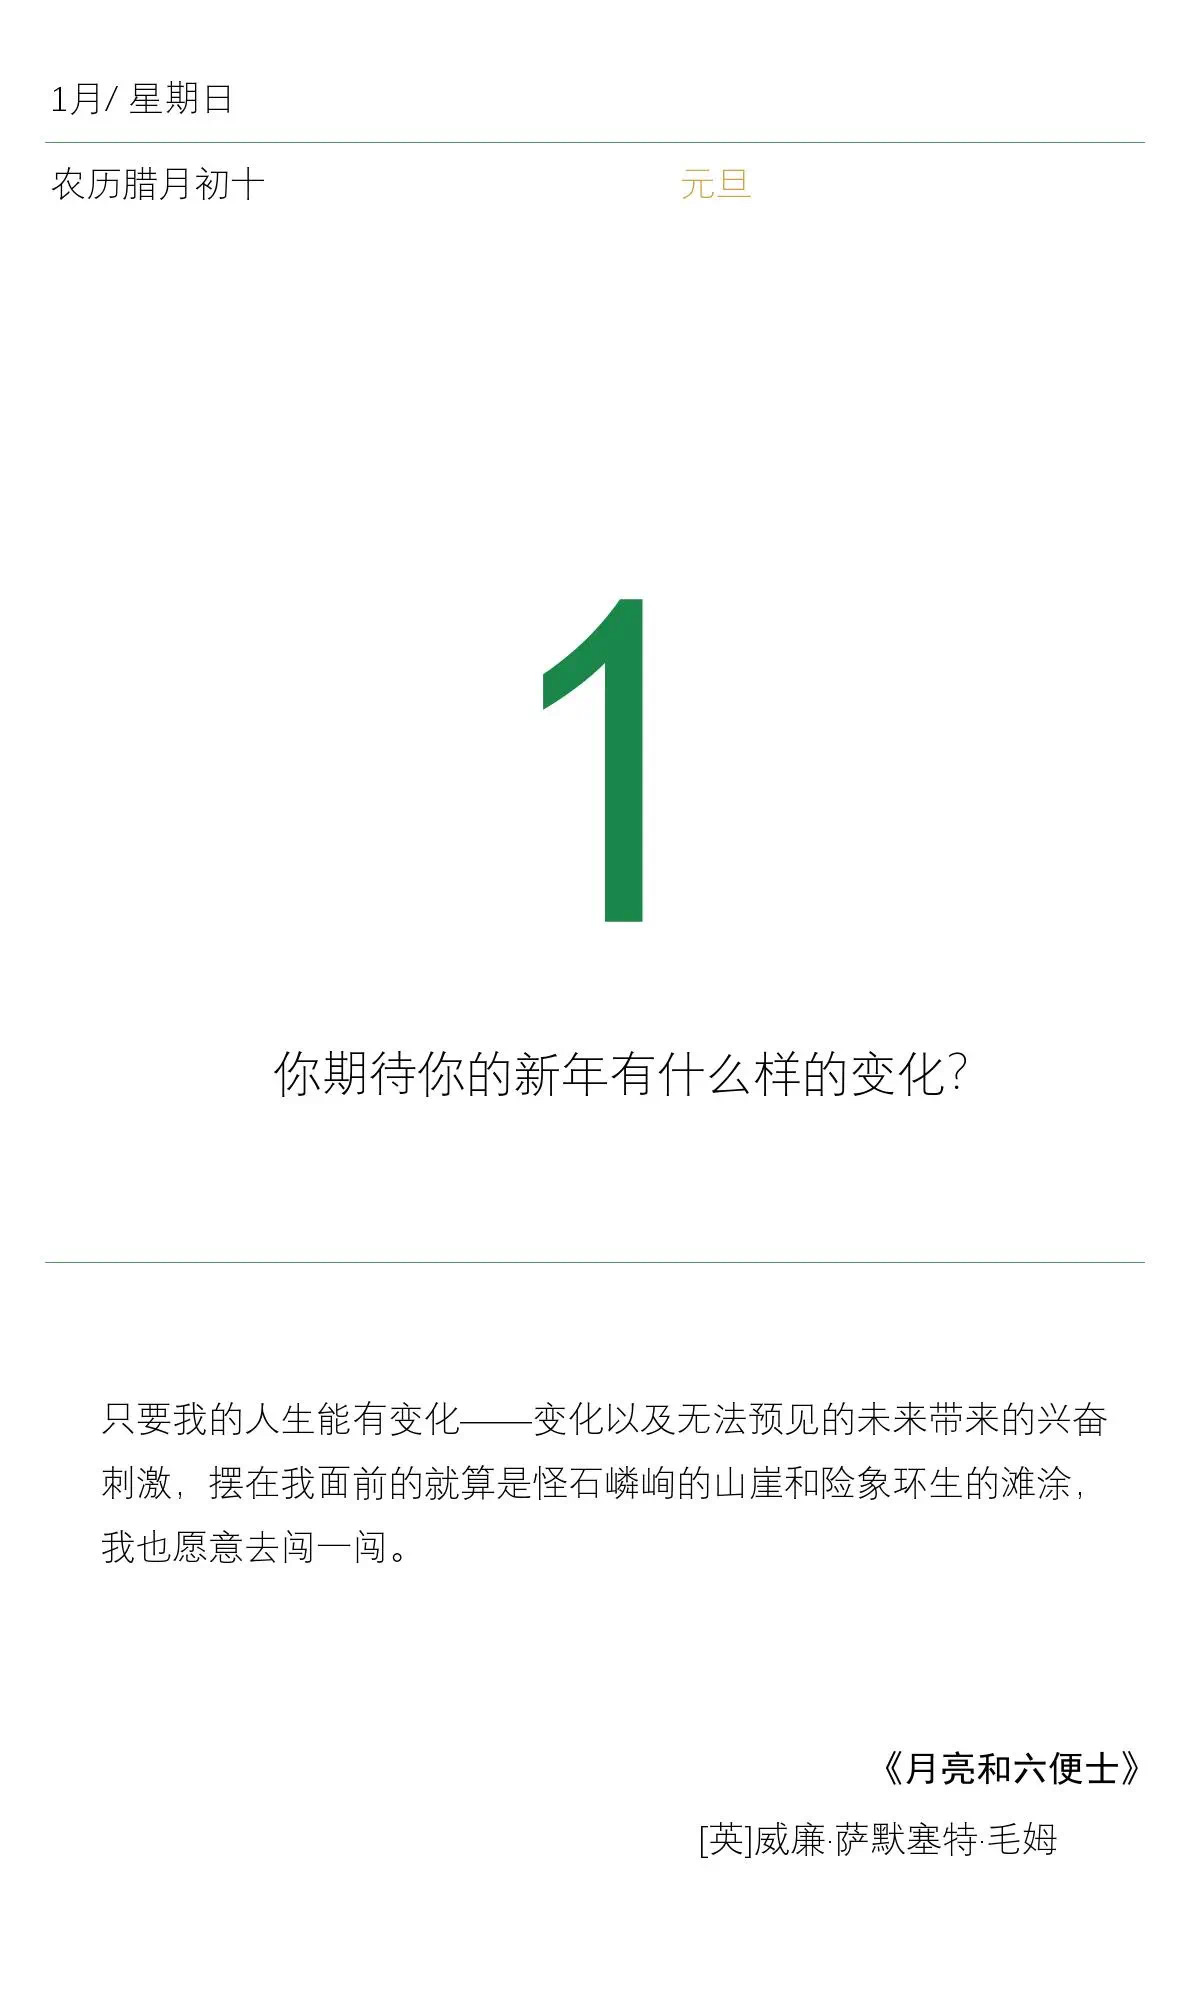 1月/ 星期日
农历腊月初十 元旦
1
你期待你的新年有什么样的变化？
只要我的人生能有变化——变化以及无法预见的未来带来的兴奋
刺激，摆在我面前的就算是怪石嶙峋的山崖和险象环生的滩涂，
我也愿意去闯一闯。
《月亮和六便士》
[英]威廉·萨默塞特·毛姆